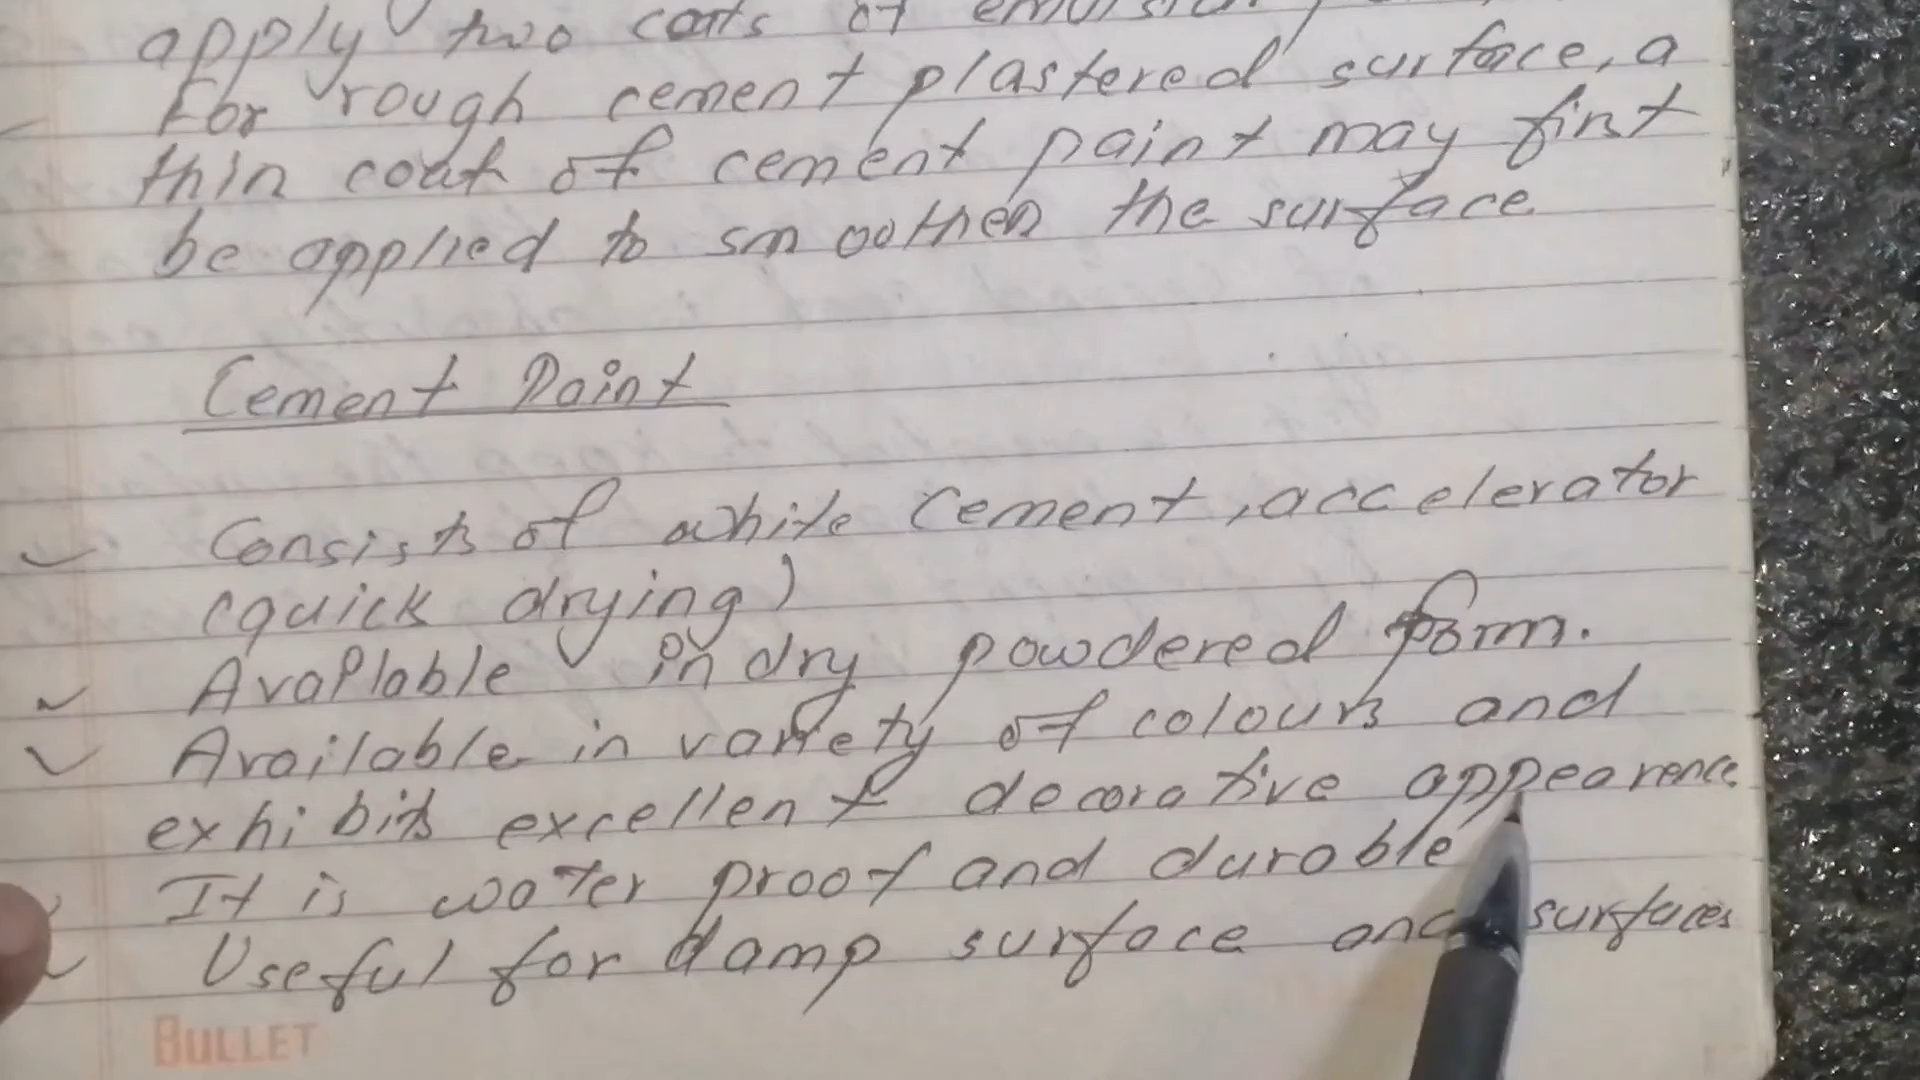 apply two coats of emulsion
For rough cement plastered surface, a
thin coat of cement paint may first
be applied to smoothen the surface
Cement Paint
Consists of white cement, accelerator
(quick drying)
Available in dry powdered form.
Available in variety of colours and
exhibits excellent decorative appearence
It is water proof and durable
Useful for damp surface and surfaces
BULLET